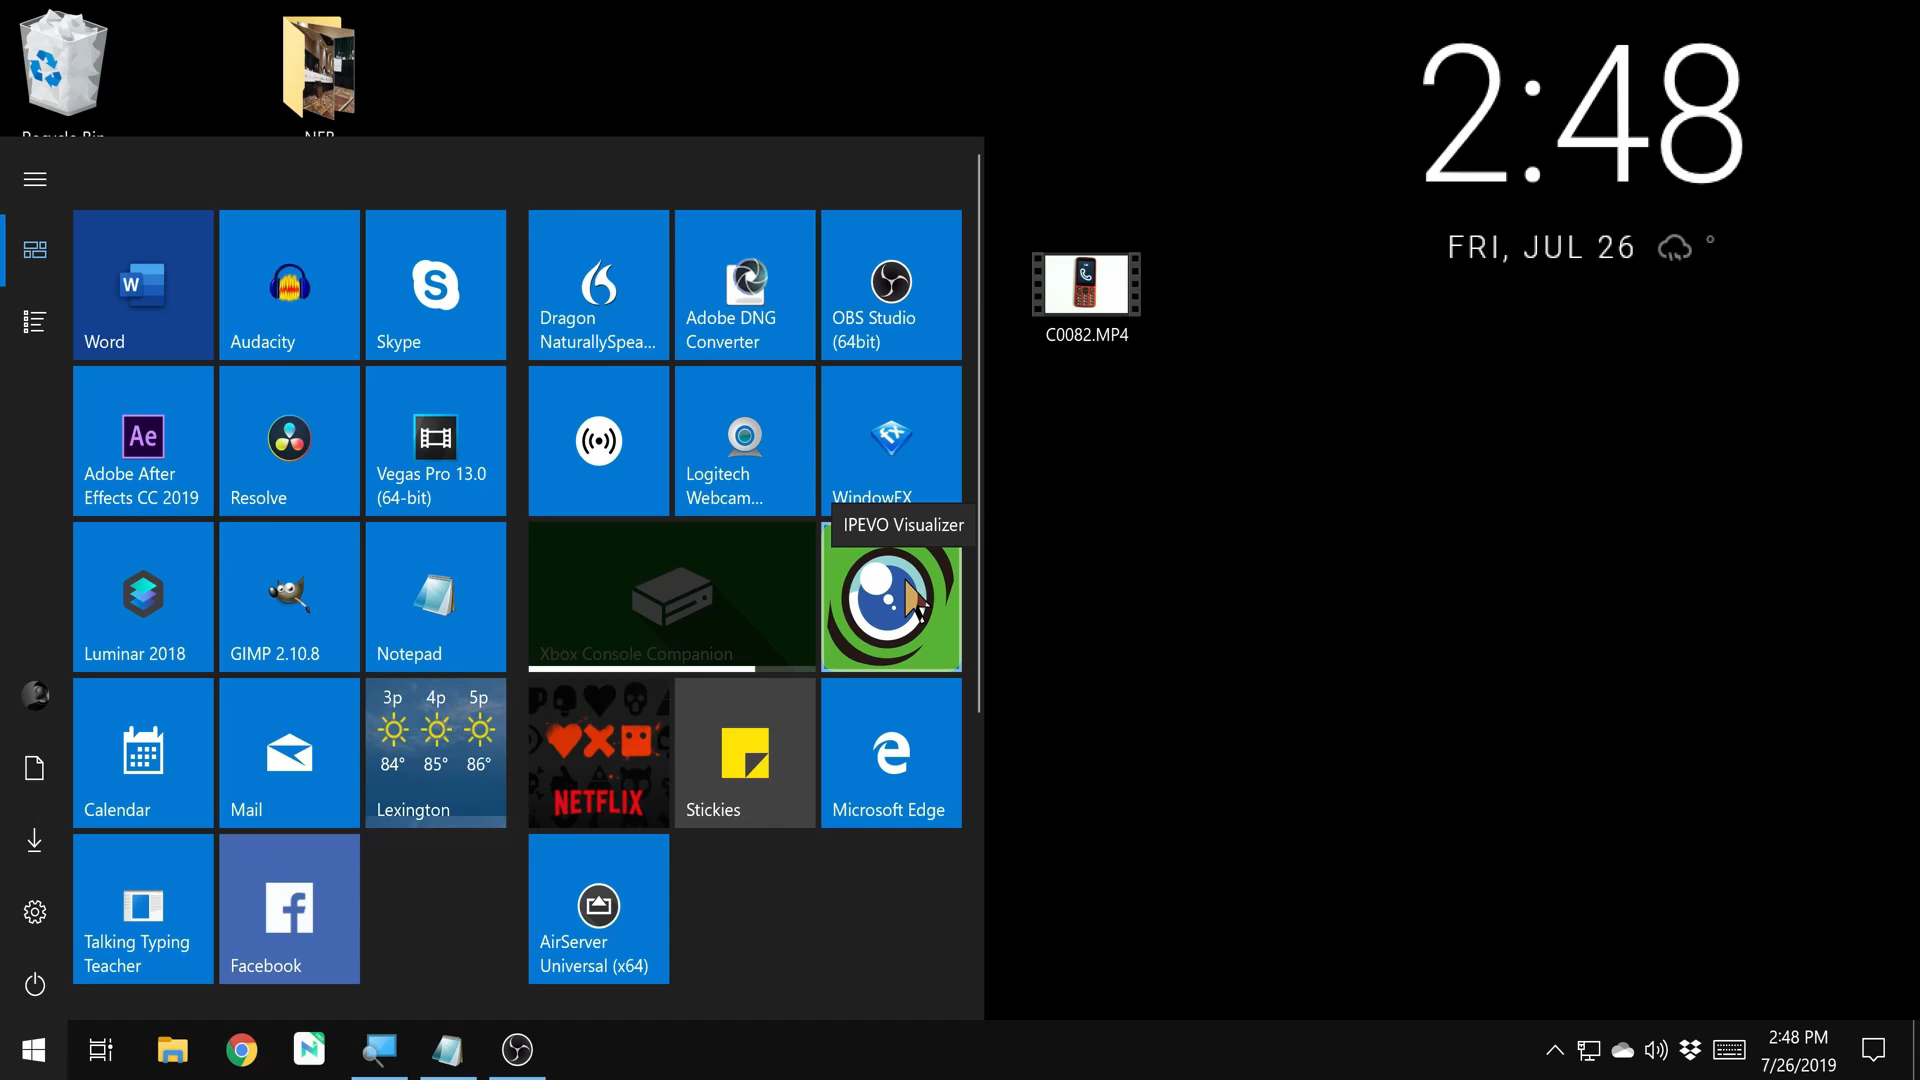 Recycle Bin
NFB
2:48
FRI, JUL 26 °
C0082.MP4
Word
Audacity
Skype
Dragon
NaturallySpea...
Adobe DNG
Converter
OBS Studio
(64bit)
Ae
Adobe After
Effects CC 2019
Resolve
Vegas Pro 13.0
(64-bit)
Logitech
Webcam...
WindowFX
IPEVO Visualizer
Luminar 2018
GIMP 2.10.8
Notepad
Xbox Console Companion
Calendar
Mail
3p 4p 5p
84° 85° 86°
Lexington
NETFLIX
Stickies
Microsoft Edge
Talking Typing
Teacher
Facebook
AirServer
Universal (x64)
2:48 PM
7/26/2019